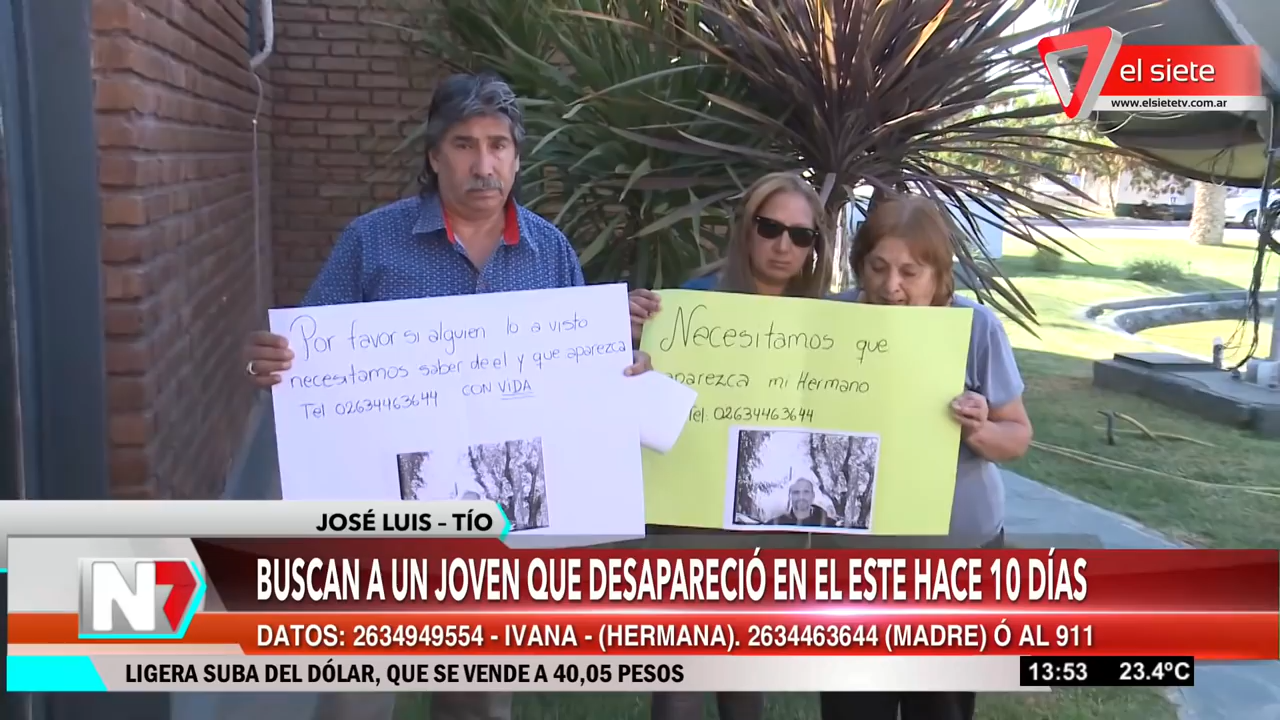 el siete
www.elsietetv.com.ar
Por favor si alguien lo a visto
necesitamos saber de el y que aparezca
CON VIDA
Tel 02634463644
Necesitamos que
aparezca mi Hermano
Tel: 02634463644
JOSÉ LUIS - TÍO
N7
BUSCAN A UN JOVEN QUE DESAPARECIÓ EN EL ESTE HACE 10 DÍAS
DATOS: 2634949554 - IVANA - (HERMANA). 2634463644 (MADRE) Ó AL 911
LIGERA SUBA DEL DÓLAR, QUE SE VENDE A 40,05 PESOS
13:53 23.4ºC